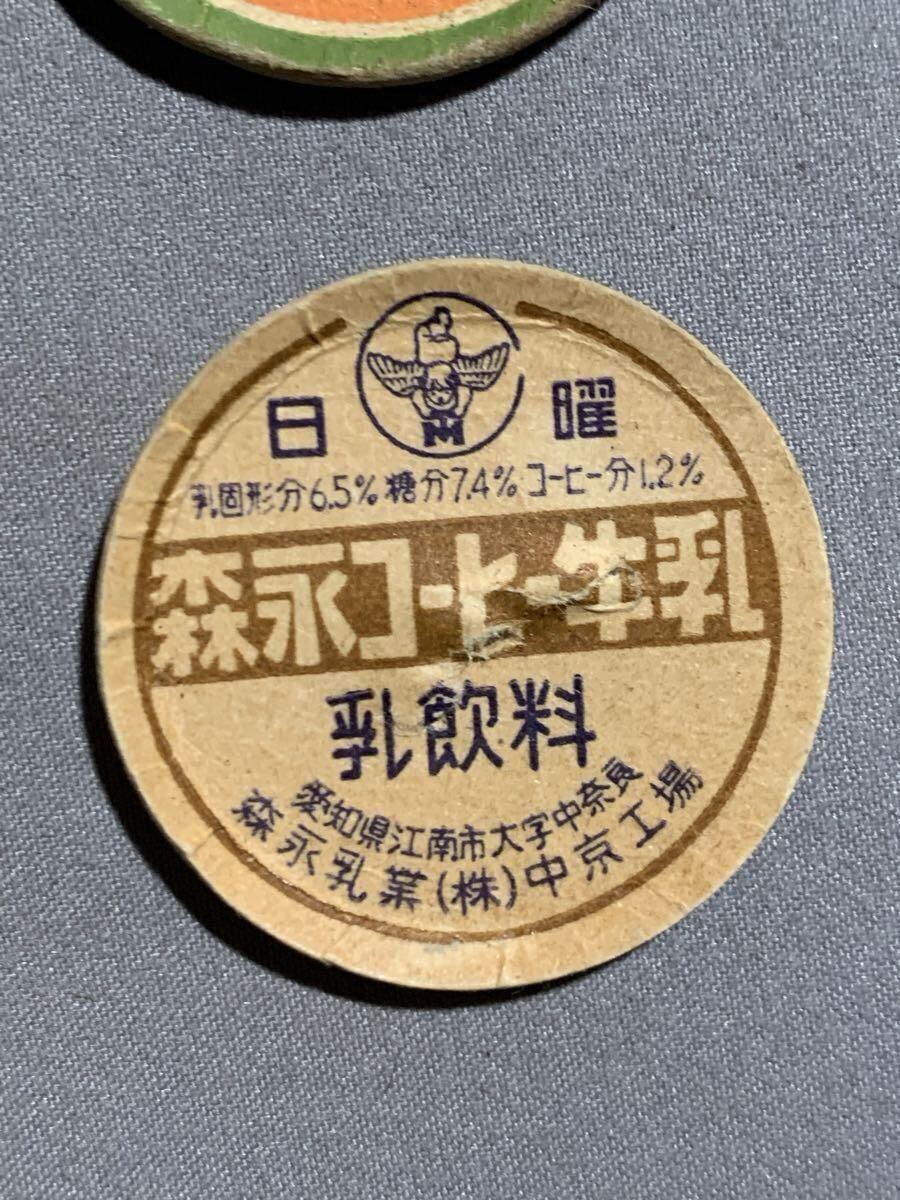 日曜
乳固形分6.5% 糖分7.4% コーヒー分1.2%
森永コーヒー牛乳
乳飲料
愛知県江南市大字中奈良
森永乳業(株)中京工場